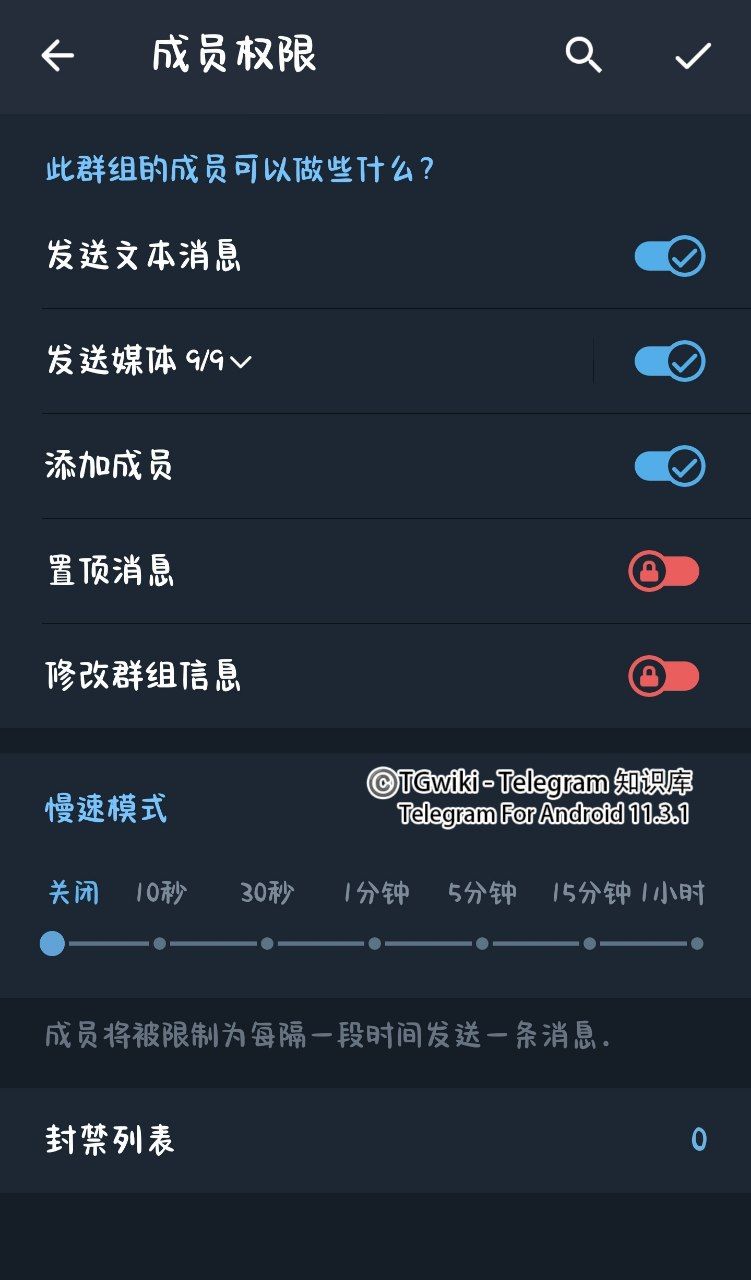 成员权限
此群组的成员可以做些什么?
发送文本消息
发送媒体 9/9
添加成员
置顶消息
修改群组信息
©TGwiki - Telegram 知识库
Telegram For Android 11.3.1
慢速模式
关闭 10秒 30秒 1分钟 5分钟 15分钟 1小时
成员将被限制为每隔一段时间发送一条消息.
封禁列表 0